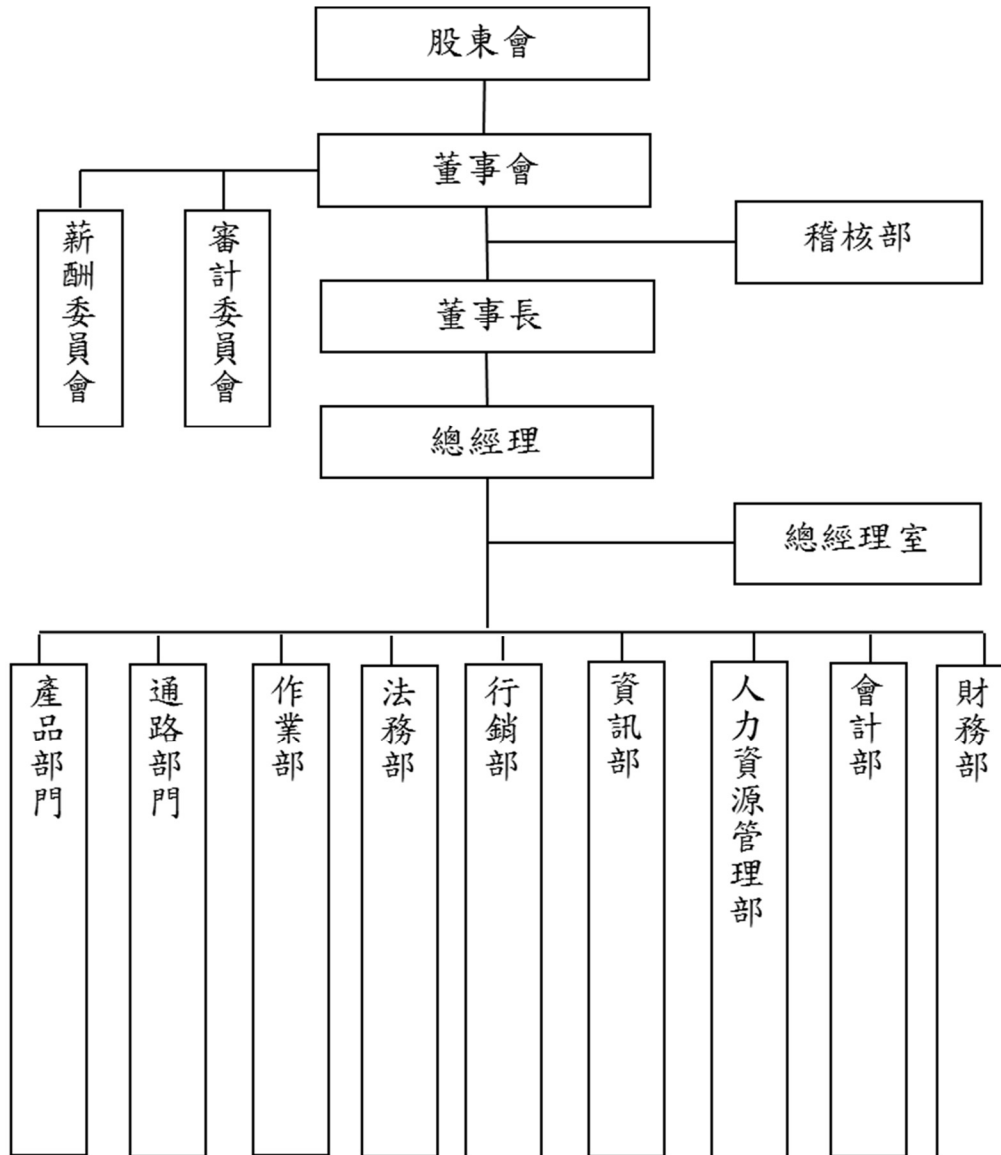 股東會
董事會
薪酬委員會
審計委員會
稽核部
董事長
總經理
總經理室
產品部門
通路部門
作業部
法務部
行銷部
資訊部
人力資源管理部
會計部
財務部